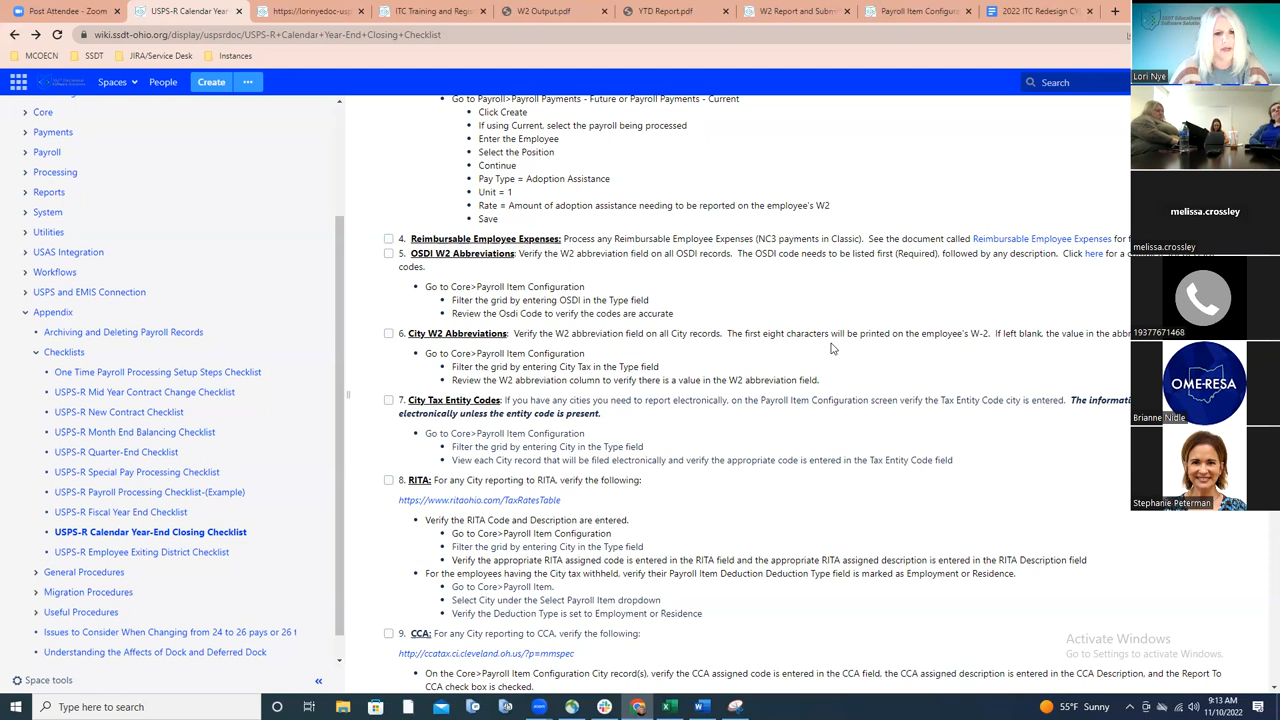 USPS-R Calendar Year-End Closing
https://lorinyedo-usps-r
ITC Training and Re
W2 Output.pdf
YTD Report.pdf
W2 Report and Submi
Payroll Item Configura
2022 ITC Redesign CY
wiki.ssdt-ohio.org/display/uspsrdoc/USPS-R+Calendar+Year-End+Closing+Checklist
MCOECN
SSDT
JIRA/Service Desk
Instances
Spaces
People
Create
Search
Core
Payments
Payroll
Processing
Reports
System
Utilities
USAS Integration
Workflows
USPS and EMIS Connection
Appendix
Archiving and Deleting Payroll Records
Checklists
One Time Payroll Processing Setup Steps Checklist
USPS-R Mid Year Contract Change Checklist
USPS-R New Contract Checklist
USPS-R Month End Balancing Checklist
USPS-R Quarter-End Checklist
USPS-R Special Pay Processing Checklist
USPS-R Payroll Processing Checklist-(Example)
USPS-R Fiscal Year End Checklist
USPS-R Calendar Year-End Closing Checklist
USPS-R Employee Exiting District Checklist
General Procedures
Migration Procedures
Useful Procedures
Issues to Consider When Changing from 24 to 26 pays or 26 t
Understanding the Affects of Dock and Deferred Dock
Space tools
Go to Payroll>Payroll Payments - Future or Payroll Payments - Current
Click Create
If using Current, select the payroll being processed
Enter the Employee
Select the Position
Continue
Pay Type = Adoption Assistance
Unit = 1
Rate = Amount of adoption assistance needing to be reported on the employee's W2
Save
4. Reimbursable Employee Expenses: Process any Reimbursable Employee Expenses (NC3 payments in Classic). See the document called Reimbursable Employee Expenses for f
5. OSDI W2 Abbreviations: Verify the W2 abbreviation field on all OSDI records. The OSDI code needs to be listed first (Required), followed by any description. Click here for a
codes.
Go to Core>Payroll Item Configuration
Filter the grid by entering OSDI in the Type field
Review the Osdi Code to verify the codes are accurate
6. City W2 Abbreviations: Verify the W2 abbreviation field on all City records. The first eight characters will be printed on the employee's W-2. If left blank, the value in the abbr
Go to Core>Payroll Item Configuration
Filter the grid by entering City Tax in the Type field
Review the W2 abbreviation column to verify there is a value in the W2 abbreviation field.
7. City Tax Entity Codes: If you have any cities you need to report electronically, on the Payroll Item Configuration screen verify the Tax Entity Code city is entered. The informati
electronically unless the entity code is present.
Go to Core>Payroll Item Configuration
Filter the grid by entering City in the Type field
View each City record that will be filed electronically and verify the appropriate code is entered in the Tax Entity Code field
8. RITA: For any City reporting to RITA, verify the following:
https://www.ritaohio.com/TaxRatesTable
Verify the RITA Code and Description are entered.
Go to Core>Payroll Item Configuration
Filter the grid by entering City in the Type field
Verify the appropriate RITA assigned code is entered in the RITA field and the appropriate RITA assigned description is entered in the RITA Description field
For the employees having the City tax withheld, verify their Payroll Item Deduction Deduction Type field is marked as Employment or Residence.
Go to Core>Payroll Item.
Select City under the Select Payroll Item dropdown
Verify the Deduction Type is set to Employment or Residence
9. CCA: For any City reporting to CCA, verify the following:
http://ccatax.ci.cleveland.oh.us/?p=mmspec
On the Core>Payroll Item Configuration City record(s), verify the CCA assigned code is entered in the CCA field, the CCA assigned description is entered in the CCA Description, and the Report To
CCA check box is checked.
Activate Windows
Go to Settings to activate Windows.
Lori Nye
melissa.crossley
melissa.crossley
19377671468
OME-RESA
Brianne Nidle
Stephanie Peterman
Type here to search
55°F Sunny
9:13 AM
11/10/2022